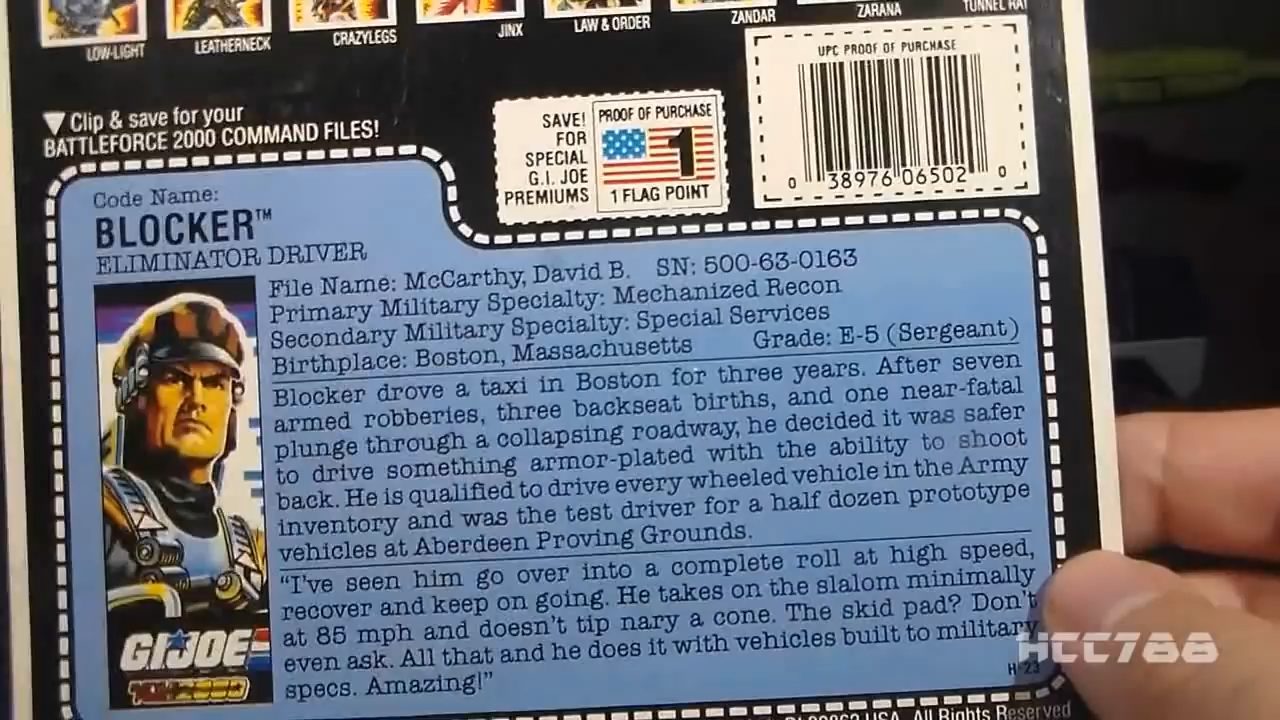 LOW-LIGHT
LEATHERNECK
CRAZYLEGS
JINX
LAW & ORDER
ZANDAR
ZARANA
TUNNEL RAT
▼ Clip & save for your
BATTLEFORCE 2000 COMMAND FILES!
SAVE!
FOR
SPECIAL
G.I. JOE
PREMIUMS
PROOF OF PURCHASE
1
1 FLAG POINT
UPC PROOF OF PURCHASE
0 38976 06502 0
Code Name:
BLOCKER™
ELIMINATOR DRIVER
File Name: McCarthy, David B. SN: 500-63-0163
Primary Military Specialty: Mechanized Recon
Secondary Military Specialty: Special Services
Birthplace: Boston, Massachusetts Grade: E-5 (Sergeant)
Blocker drove a taxi in Boston for three years. After seven
armed robberies, three backseat births, and one near-fatal
plunge through a collapsing roadway, he decided it was safer
to drive something armor-plated with the ability to shoot
back. He is qualified to drive every wheeled vehicle in the Army
inventory and was the test driver for a half dozen prototype
vehicles at Aberdeen Proving Grounds.
"I've seen him go over into a complete roll at high speed,
recover and keep on going. He takes on the slalom minimally
at 85 mph and doesn't tip nary a cone. The skid pad? Don't
even ask. All that and he does it with vehicles built to military
specs. Amazing!"
G.I. JOE
H-23
HCC788
USA. All Rights Reserved